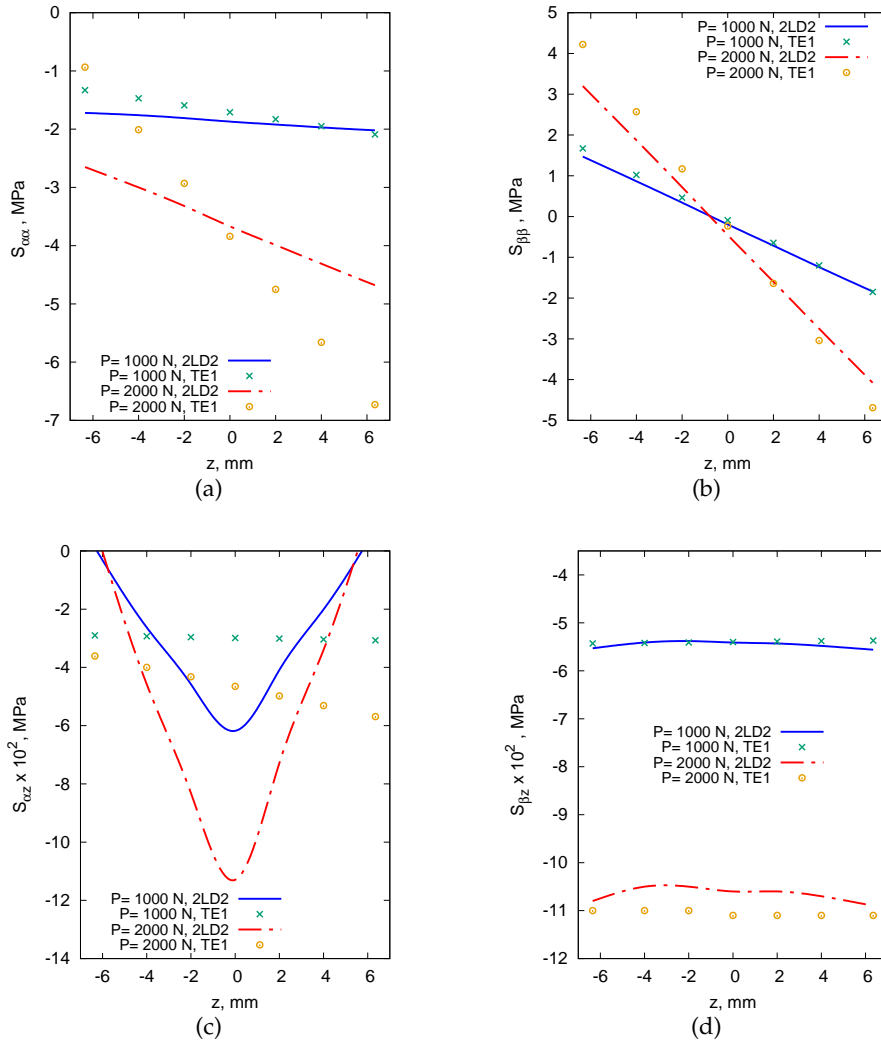 0
-1
-2
-3
-4
-5
-6
-7
S_αα , MPa
P= 1000 N, 2LD2
P= 1000 N, TE1
P= 2000 N, 2LD2
P= 2000 N, TE1
-6 -4 -2 0 2 4 6
z, mm
(a)
5
4
3
2
1
0
-1
-2
-3
-4
-5
S_ββ , MPa
P= 1000 N, 2LD2
P= 1000 N, TE1
P= 2000 N, 2LD2
P= 2000 N, TE1
-6 -4 -2 0 2 4 6
z, mm
(b)
0
-2
-4
-6
-8
-10
-12
-14
S_αz x 10², MPa
P= 1000 N, 2LD2
P= 1000 N, TE1
P= 2000 N, 2LD2
P= 2000 N, TE1
-6 -4 -2 0 2 4 6
z, mm
(c)
-4
-5
-6
-7
-8
-9
-10
-11
-12
S_βz x 10² , MPa
P= 1000 N, 2LD2
P= 1000 N, TE1
P= 2000 N, 2LD2
P= 2000 N, TE1
-6 -4 -2 0 2 4 6
z, mm
(d)